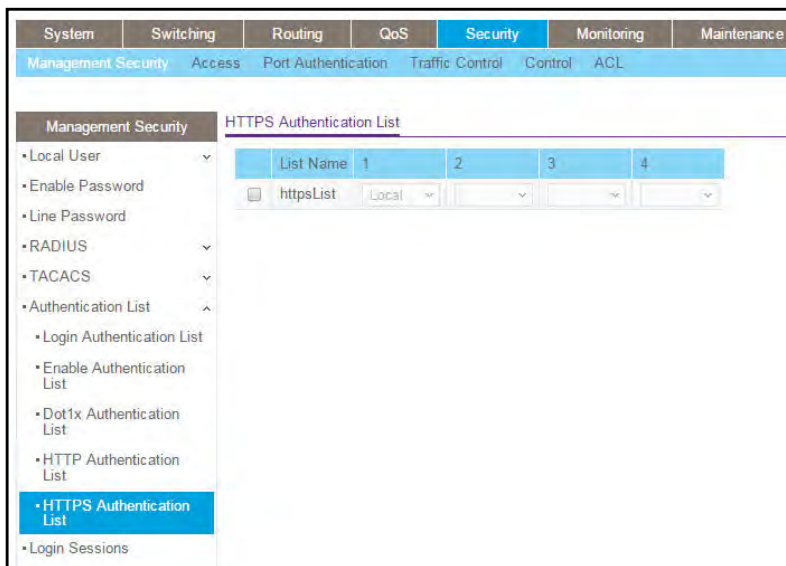 System Switching Routing QoS Security Monitoring Maintenance
Management Security Access Port Authentication Traffic Control Control ACL
Management Security
HTTPS Authentication List
Local User
Enable Password
Line Password
RADIUS
TACACS
Authentication List
Login Authentication List
Enable Authentication
List
Dot1x Authentication
List
HTTP Authentication
List
HTTPS Authentication
List
Login Sessions
List Name 1 2 3 4
httpsList Local